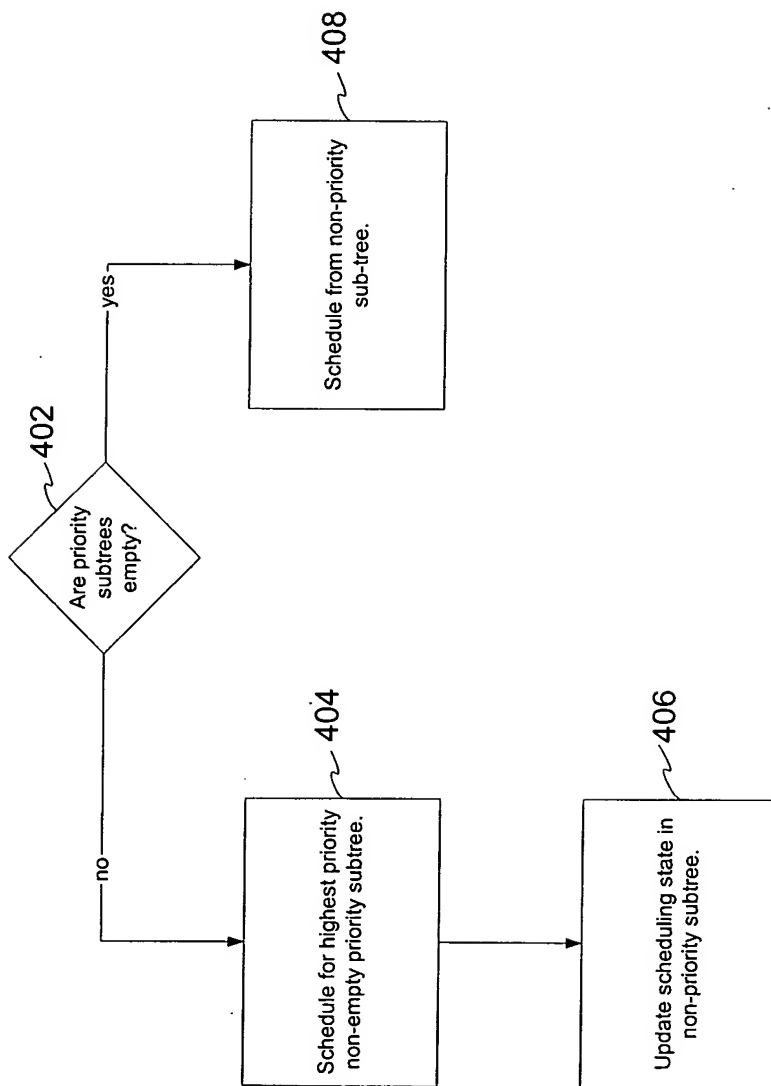 402
Are priority
subtrees
empty?
no
yes
404
Schedule for highest priority
non-empty priority subtree.
408
Schedule from non-priority
sub-tree.
406
Update scheduling state in
non-priority subtree.